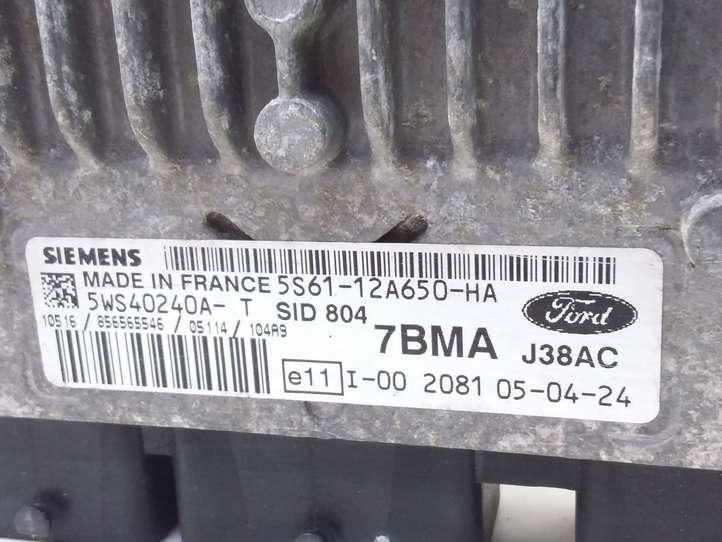 SIEMENS
MADE IN FRANCE 5S61-12A650-HA
5WS40240A- T SID 804
Ford
10516 / 856565546 / 05114 / 104A9
7BMA J38AC
e11 I-00 2081 05-04-24